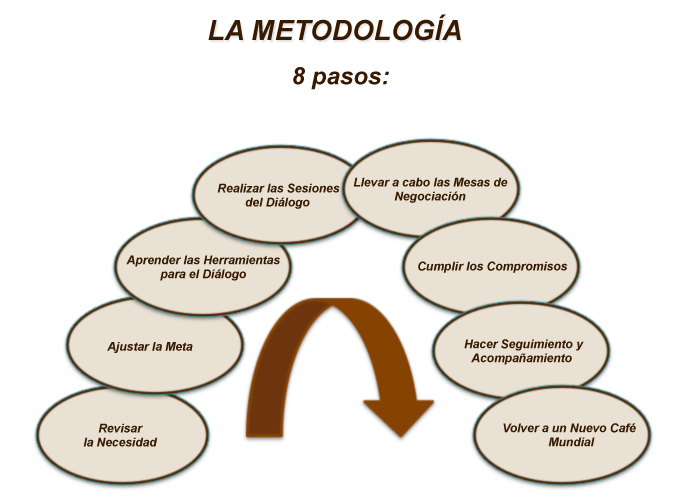 LA METODOLOGÍA
8 pasos:
Revisar
la Necesidad
Ajustar la Meta
Aprender las Herramientas
para el Diálogo
Realizar las Sesiones
del Diálogo
Llevar a cabo las Mesas de
Negociación
Cumplir los Compromisos
Hacer Seguimiento y
Acompañamiento
Volver a un Nuevo Café
Mundial